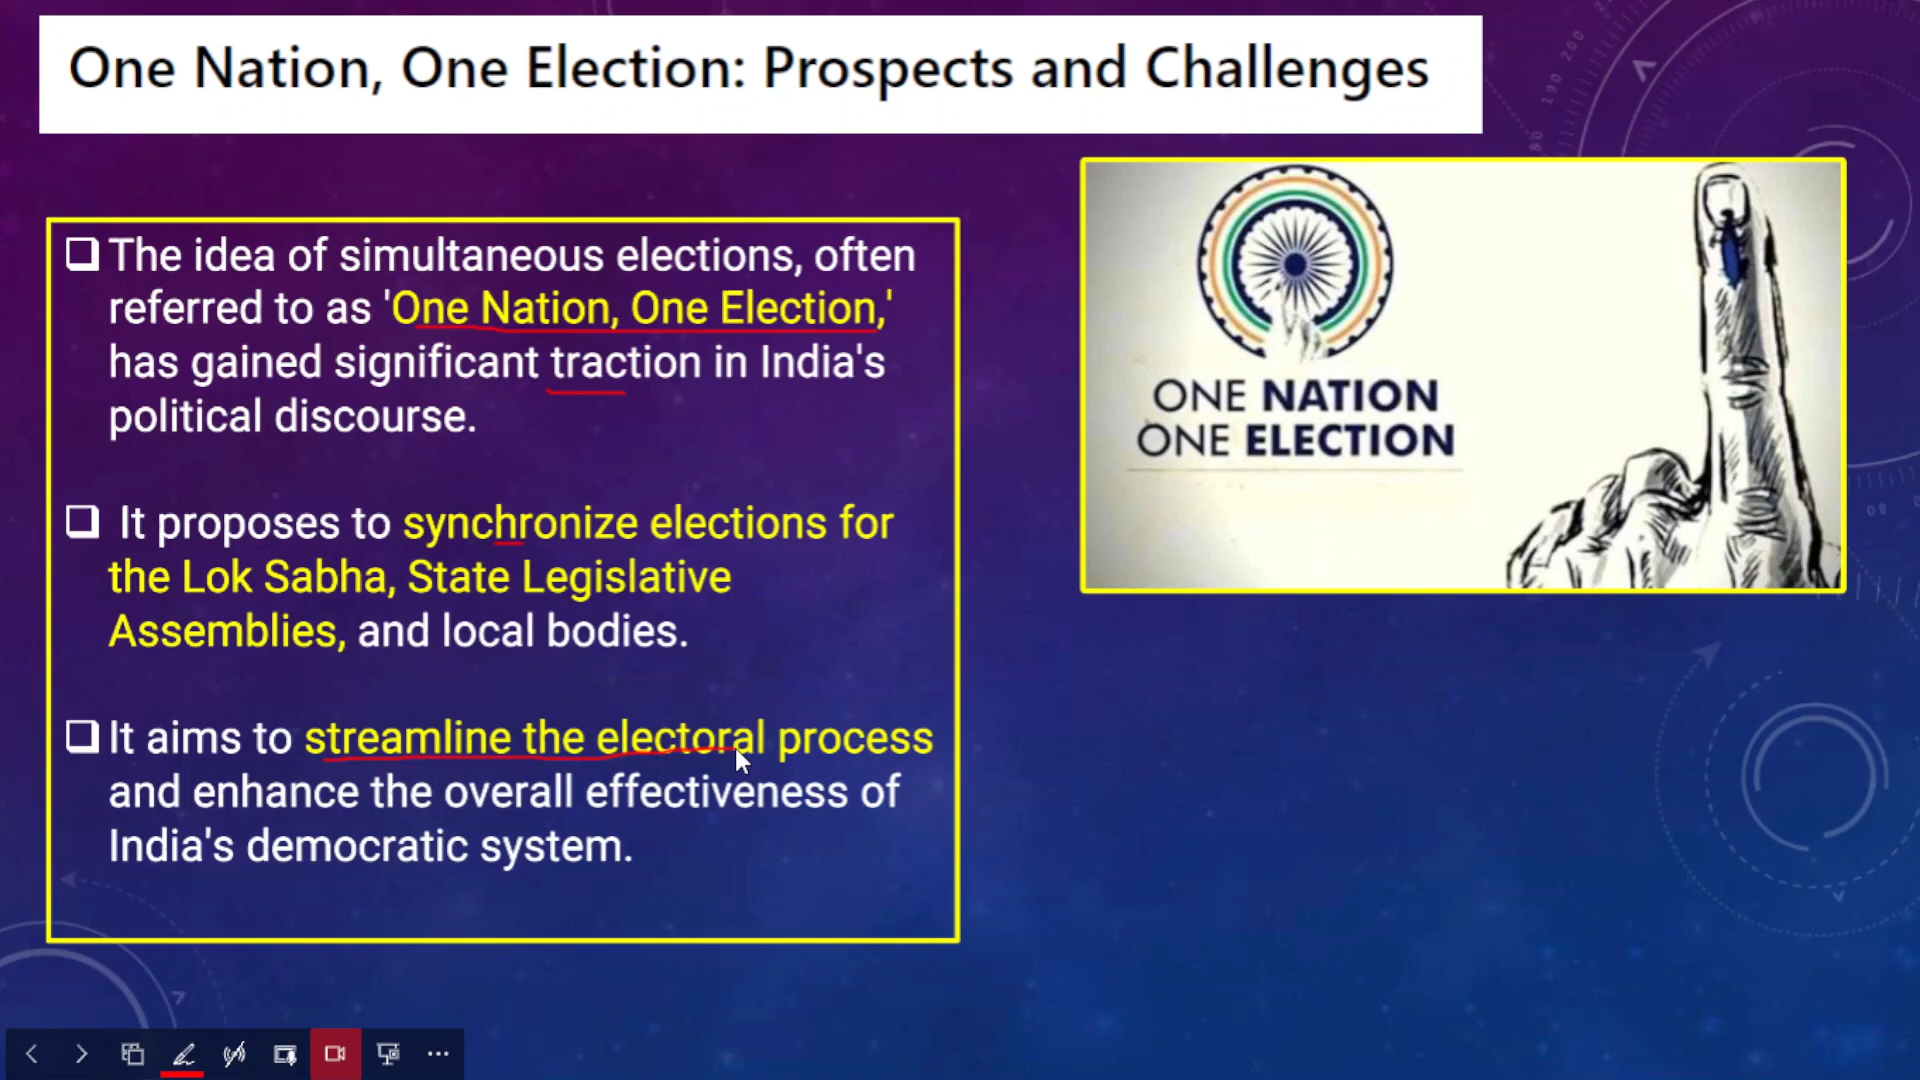 One Nation, One Election: Prospects and Challenges
The idea of simultaneous elections, often
referred to as 'One Nation, One Election,'
has gained significant traction in India's
political discourse.
It proposes to synchronize elections for
the Lok Sabha, State Legislative
Assemblies, and local bodies.
It aims to streamline the electoral process
and enhance the overall effectiveness of
India's democratic system.
ONE NATION
ONE ELECTION
190 200
80